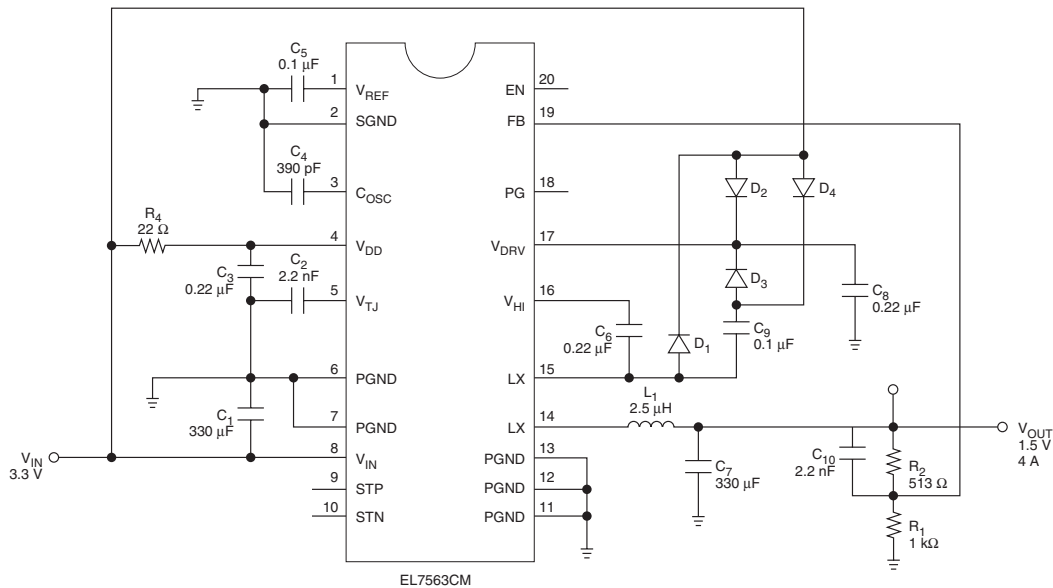 C5
0.1 μF
1
VREF
2
SGND
C4
390 pF
3
COSC
R4
22 Ω
4
VDD
C3
0.22 μF
C2
2.2 nF
5
VTJ
6
PGND
C1
330 μF
7
PGND
VIN
3.3 V
8
VIN
9
STP
10
STN
20
EN
19
FB
18
PG
D2
D4
17
VDRV
D3
C8
0.22 μF
16
VHI
C6
0.22 μF
D1
C9
0.1 μF
15
LX
L1
2.5 μH
14
LX
VOUT
1.5 V
4 A
13
PGND
C7
330 μF
C10
2.2 nF
R2
513 Ω
12
PGND
11
PGND
R1
1 kΩ
EL7563CM